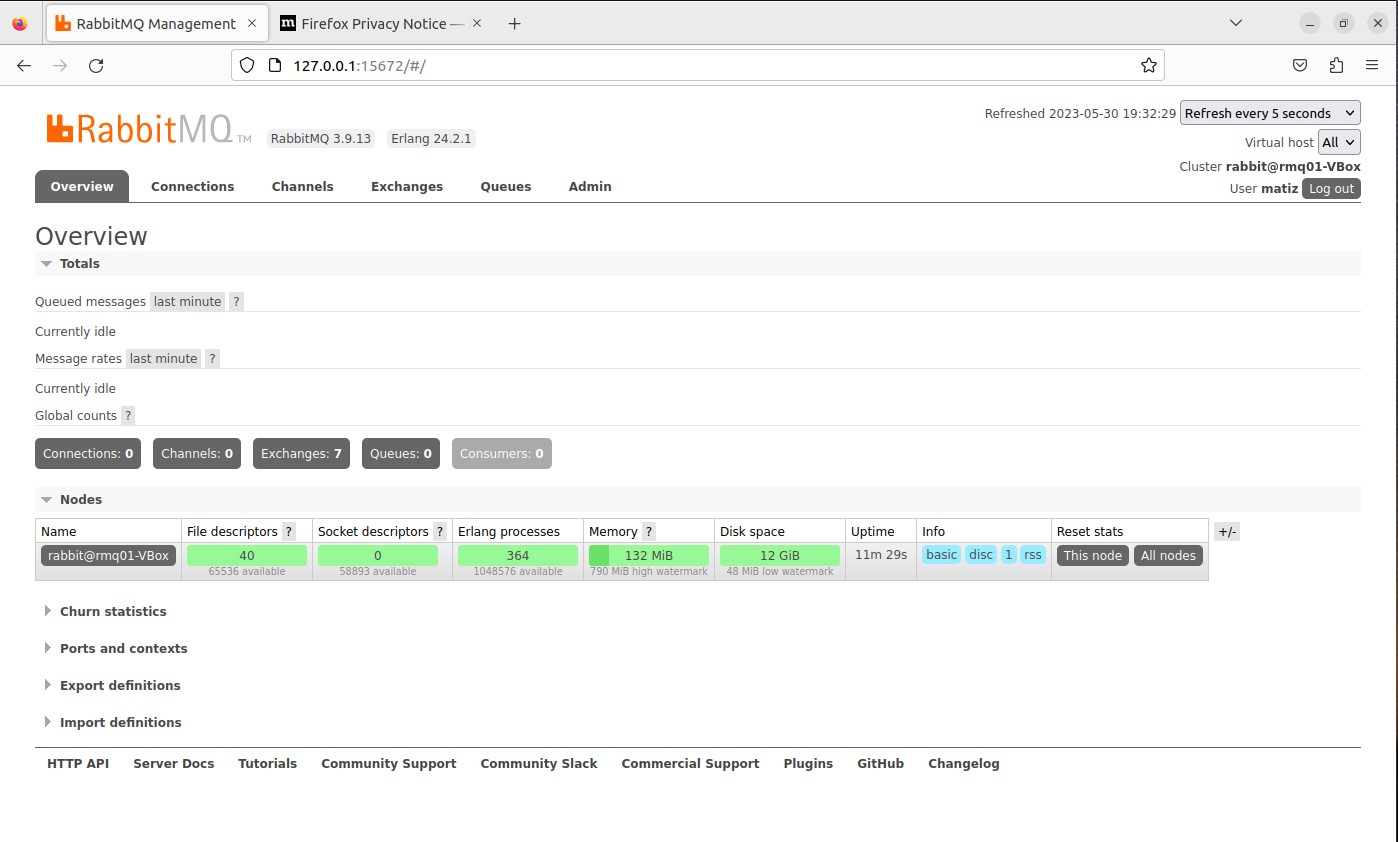 RabbitMQ Management
Firefox Privacy Notice —
127.0.0.1:15672/#/
RabbitMQ TM
RabbitMQ 3.9.13
Erlang 24.2.1
Refreshed 2023-05-30 19:32:29 Refresh every 5 seconds
Virtual host All
Cluster rabbit@rmq01-VBox
User matiz Log out
Overview Connections Channels Exchanges Queues Admin
Overview
Totals
Queued messages last minute ?
Currently idle
Message rates last minute ?
Currently idle
Global counts ?
Connections: 0 Channels: 0 Exchanges: 7 Queues: 0 Consumers: 0
Nodes
Name File descriptors ? Socket descriptors ? Erlang processes Memory ? Disk space Uptime Info Reset stats +/-
rabbit@rmq01-VBox 40 0 364 132 MiB 12 GiB 11m 29s basic disc 1 rss This node All nodes
65536 available 58893 available 1048576 available 790 MiB high watermark 48 MiB low watermark
Churn statistics
Ports and contexts
Export definitions
Import definitions
HTTP API Server Docs Tutorials Community Support Community Slack Commercial Support Plugins GitHub Changelog